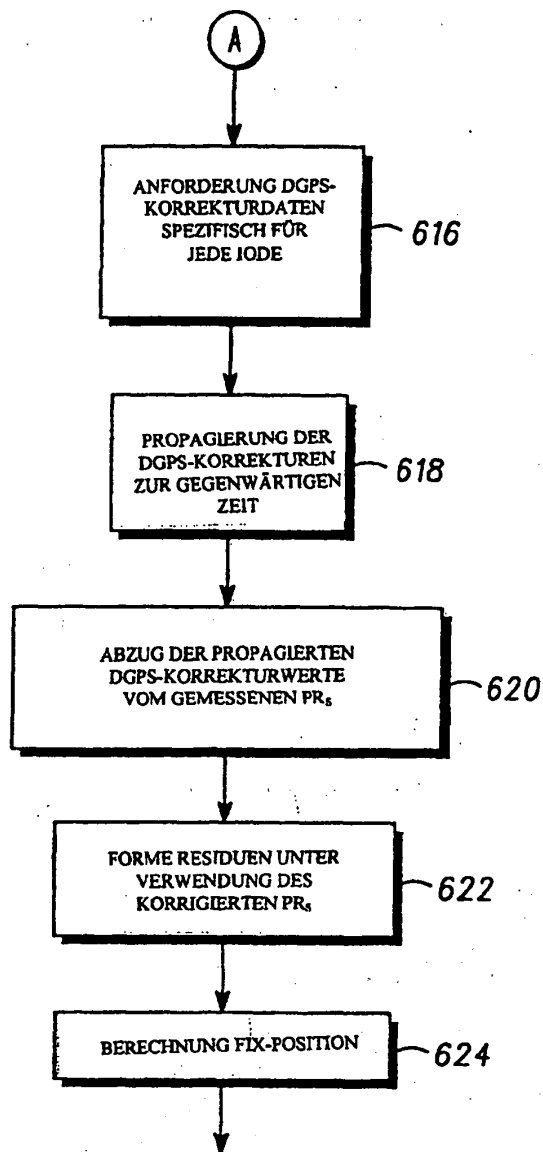 A
ANFORDERUNG DGPS-
KORREKTURDATEN
SPEZIFISCH FÜR
JEDE IODE
616
PROPAGIERUNG DER
DGPS-KORREKTUREN
ZUR GEGENWÄRTIGEN
ZEIT
618
ABZUG DER PROPAGIERTEN
DGPS-KORREKTURWERTE
VOM GEMESSENEN PRs
620
FORME RESIDUEN UNTER
VERWENDUNG DES
KORRIGIERTEN PRs
622
BERECHNUNG FIX-POSITION
624